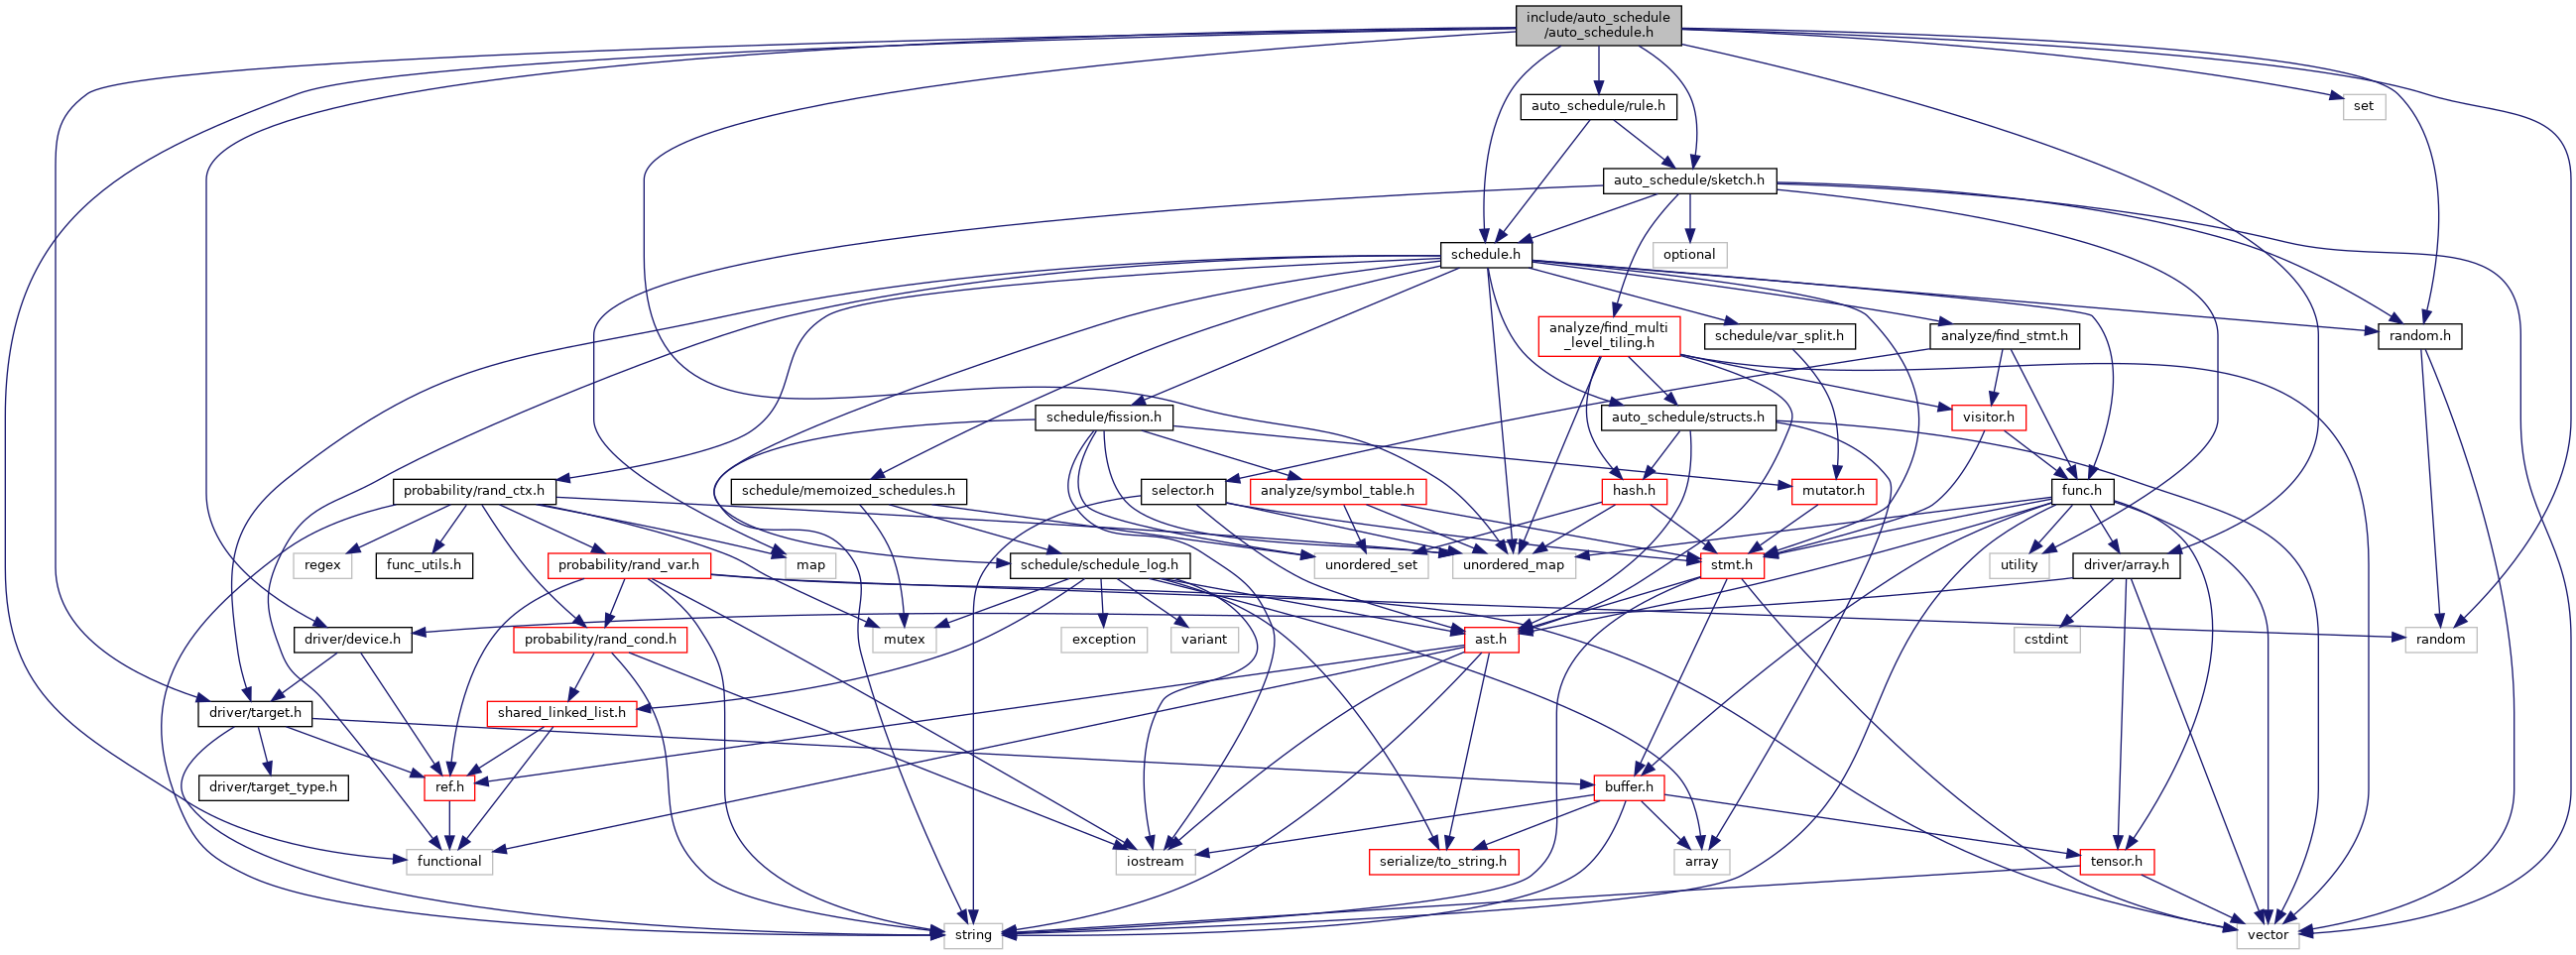 include/auto_schedule
/auto_schedule.h
auto_schedule/rule.h
set
auto_schedule/sketch.h
schedule.h
optional
analyze/find_multi
_level_tiling.h
schedule/var_split.h
analyze/find_stmt.h
random.h
schedule/fission.h
auto_schedule/structs.h
visitor.h
probability/rand_ctx.h
schedule/memoized_schedules.h
selector.h
analyze/symbol_table.h
hash.h
mutator.h
func.h
regex
func_utils.h
probability/rand_var.h
map
schedule/schedule_log.h
unordered_set
unordered_map
stmt.h
utility
driver/array.h
driver/device.h
probability/rand_cond.h
mutex
exception
variant
ast.h
cstdint
random
driver/target.h
shared_linked_list.h
driver/target_type.h
ref.h
buffer.h
functional
iostream
serialize/to_string.h
array
tensor.h
string
vector